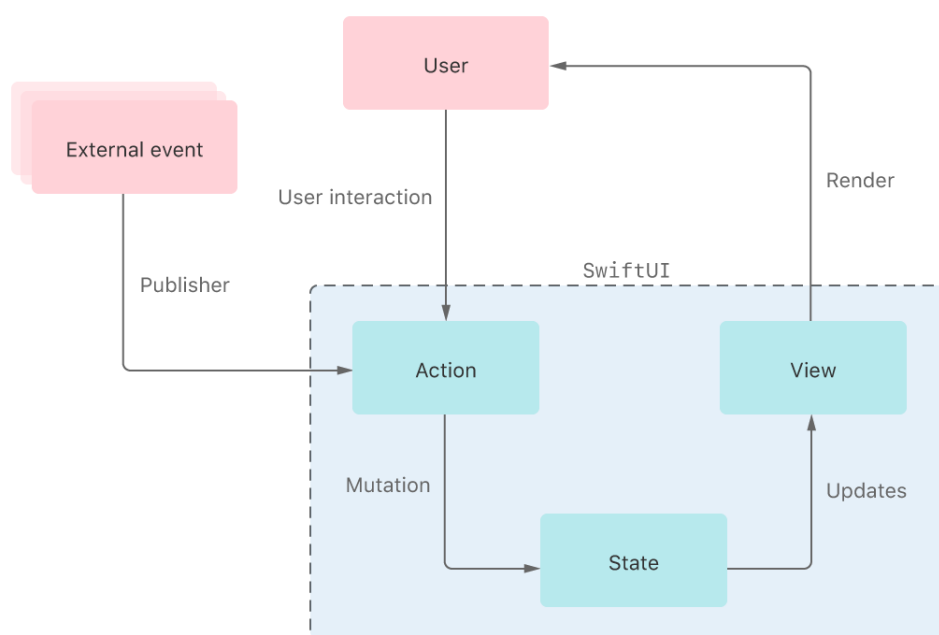 User
External event
User interaction
Render
SwiftUI
Publisher
Action
View
Mutation
Updates
State